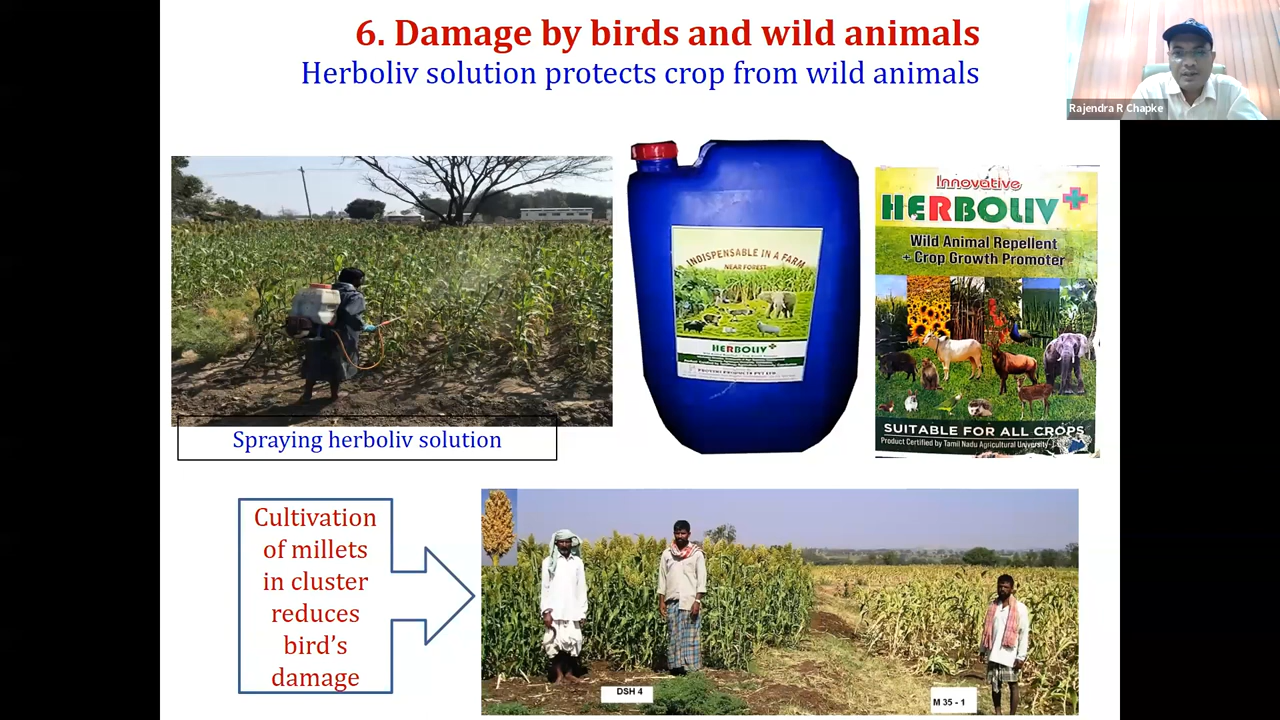 6. Damage by birds and wild animals
Herboliv solution protects crop from wild animals
Rajendra R Chapke
INDISPENSABLE IN A FARM
NEAR FOREST
HERBOLIV+
Innovative
HERBOLIV+
Wild Animal Repellent
+ Crop Growth Promoter
SUITABLE FOR ALL CROPS
Product Certified by Tamil Nadu Agricultural University
Spraying herboliv solution
Cultivation
of millets
in cluster
reduces
bird's
damage
DSH 4
M 35 - 1